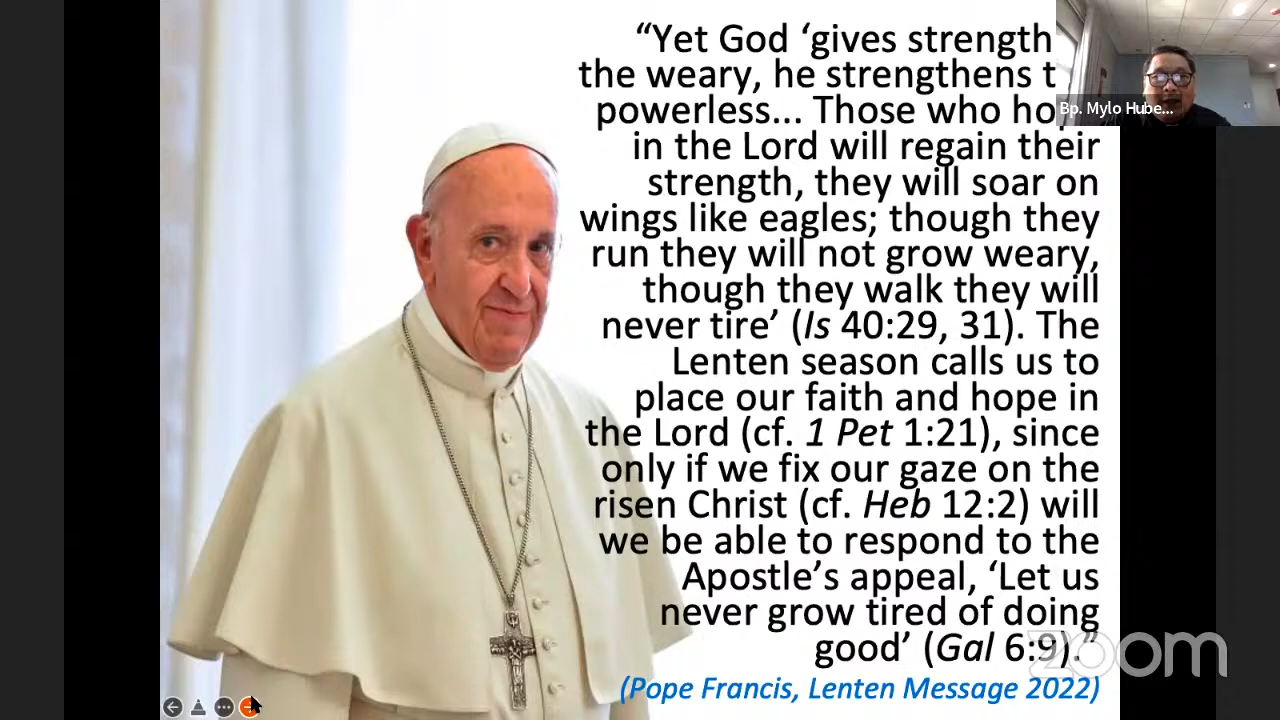 “Yet God ‘gives strength
the weary, he strengthens t
powerless... Those who hop
in the Lord will regain their
strength, they will soar on
wings like eagles; though they
run they will not grow weary,
though they walk they will
never tire’ (Is 40:29, 31). The
Lenten season calls us to
place our faith and hope in
the Lord (cf. 1 Pet 1:21), since
only if we fix our gaze on the
risen Christ (cf. Heb 12:2) will
we be able to respond to the
Apostle’s appeal, ‘Let us
never grow tired of doing
good’ (Gal 6:9).”
(Pope Francis, Lenten Message 2022)
Bp. Mylo Hube...
zoom